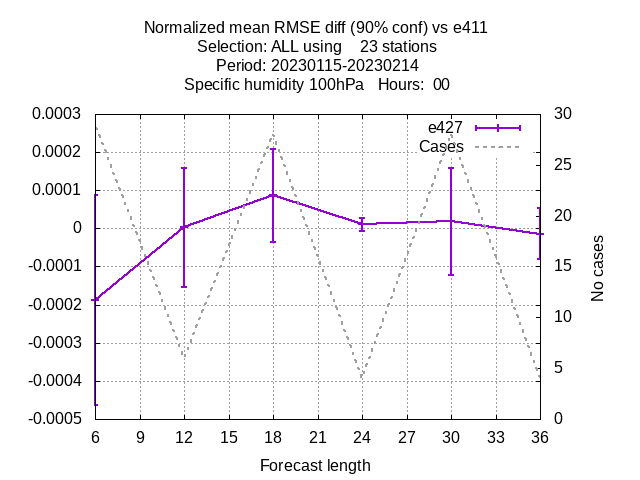 Normalized mean RMSE diff (90% conf) vs e411
Selection: ALL using    23 stations
Period: 20230115-20230214
Specific humidity 100hPa   Hours:  00
e427
Cases
0.0003
0.0002
0.0001
0
-0.0001
-0.0002
-0.0003
-0.0004
-0.0005
30
25
20
15
10
5
0
No cases
6 9 12 15 18 21 24 27 30 33 36
Forecast length